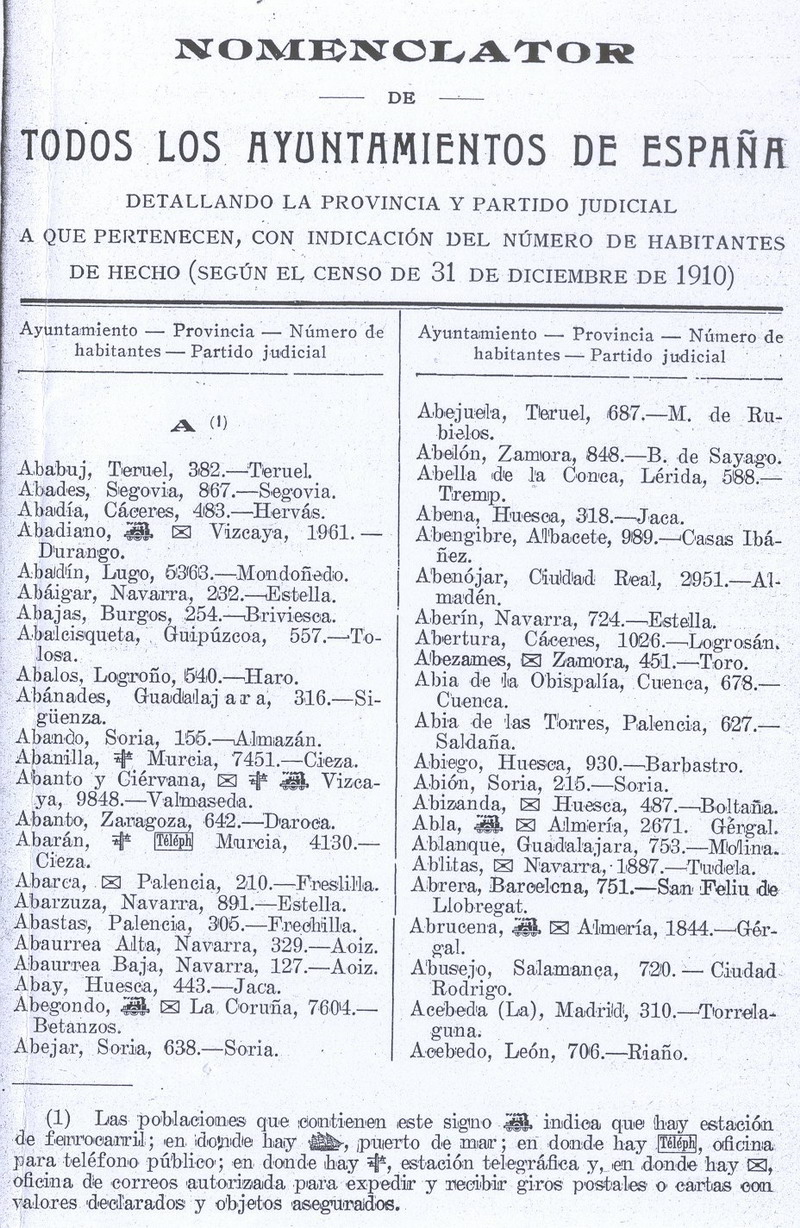 NOMENCLATOR
DE
TODOS LOS AYUNTAMIENTOS DE ESPAÑA
DETALLANDO LA PROVINCIA Y PARTIDO JUDICIAL
A QUE PERTENECEN, CON INDICACIÓN DEL NÚMERO DE HABITANTES
DE HECHO (SEGÚN EL CENSO DE 31 DE DICIEMBRE DE 1910)
Ayuntamiento — Provincia — Número de
habitantes — Partido judicial
A (1)
Ababuj, Teruel, 382.—Teruel.
Abades, Segovia, 867.—Segovia.
Abadía, Cáceres, 483.—Hervás.
Abadiano, 🚂 ✉ Vizcaya, 1961.—
Durango.
Abadín, Lugo, 5363.—Mondoñedo.
Abáigar, Navarra, 232.—Estella.
Abajas, Burgos, 254.—Briviesca.
Abalcisqueta, Guipúzcoa, 557.—To-
losa.
Abalos, Logroño, 540.—Haro.
Abánades, Guadalajara, 316.—Si-
güenza.
Abando, Soria, 155.—Almazán.
Abanilla, Murcia, 7451.—Cieza.
Abanto y Ciérvana, ✉ 🚂 Vizca-
ya, 9848.—Valmaseda.
Abanto, Zaragoza, 642.—Daroca.
Abarán, Téléph Murcia, 4130.—
Cieza.
Abarca, ✉ Palencia, 210.—Freslilla.
Abarzuza, Navarra, 891.—Estella.
Abastas, Palencia, 305.—Frechilla.
Abaurrea Alta, Navarra, 329.—Aoiz.
Abaurrea Baja, Navarra, 127.—Aoiz.
Abay, Huesca, 443.—Jaca.
Abegondo, 🚂 ✉ La Coruña, 7604.—
Betanzos.
Abejar, Soria, 638.—Soria.
Ayuntamiento — Provincia — Número de
habitantes — Partido judicial
Abejuela, Teruel, 687.—M. de Ru-
bielos.
Abelón, Zamora, 848.—B. de Sayago.
Abella de la Conca, Lérida, 588.—
Tremp.
Abena, Huesca, 318.—Jaca.
Abengibre, Albacete, 989.—Casas Ibá-
ñez.
Abenójar, Ciudad Real, 2951.—Al-
madén.
Aberín, Navarra, 724.—Estella.
Abertura, Cáceres, 1026.—Logrosán.
Abezames, ✉ Zamora, 451.—Toro.
Abia de la Obispalía, Cuenca, 678.—
Cuenca.
Abia de las Torres, Palencia, 627.—
Saldaña.
Abiego, Huesca, 930.—Barbastro.
Abión, Soria, 215.—Soria.
Abizanda, ✉ Huesca, 487.—Boltaña.
Abla, 🚂 ✉ Almería, 2671. Gérgal.
Ablanque, Guadalajara, 753.—Molina.
Ablitas, ✉ Navarra, 1887.—Tudela.
Abrera, Barcelcna, 751.—San Feliu de
Llobregat.
Abrucena, 🚂 ✉ Almería, 1844.—Gér-
gal.
Abusejo, Salamanca, 720.—Ciudad
Rodrigo.
Acebeda (La), Madrid, 310.—Torrela-
guna.
Acebedo, León, 706.—Riaño.
(1) Las poblaciones que contienen este signo 🚂 indica que hay estación
de ferrocarril; en donde hay, puerto de mar; en donde hay Téléph, oficina
para teléfono público; en donde hay, estación telegráfica y, en donde hay ✉,
oficina de correos autorizada para expedir y recibir giros postales o cartas con
valores declarados y objetos asegurados.